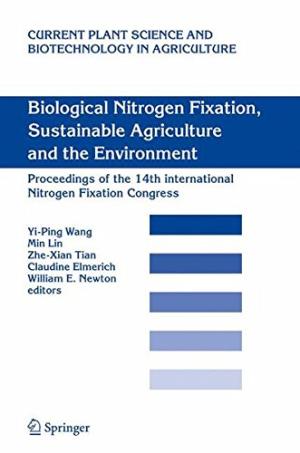 CURRENT PLANT SCIENCE AND
BIOTECHNOLOGY IN AGRICULTURE
Biological Nitrogen Fixation,
Sustainable Agriculture
and the Environment
Proceedings of the 14th international
Nitrogen Fixation Congress
Yi-Ping Wang
Min Lin
Zhe-Xian Tian
Claudine Elmerich
William E. Newton
editors
Springer